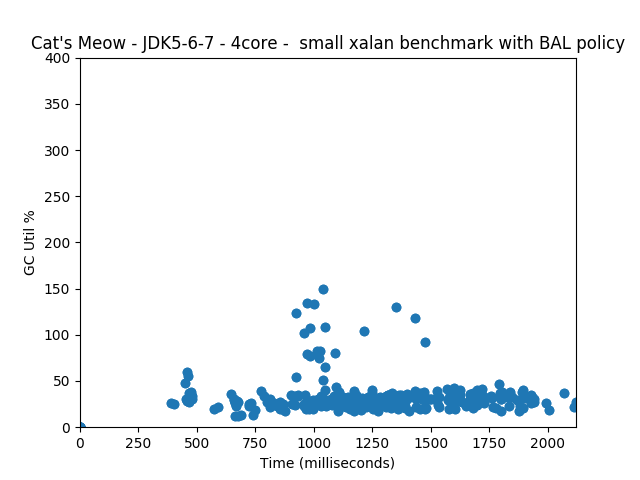 Cat's Meow - JDK5-6-7 - 4core -  small xalan benchmark with BAL policy
400
350
300
250
200
150
100
50
0
GC Util %
0 250 500 750 1000 1250 1500 1750 2000
Time (milliseconds)